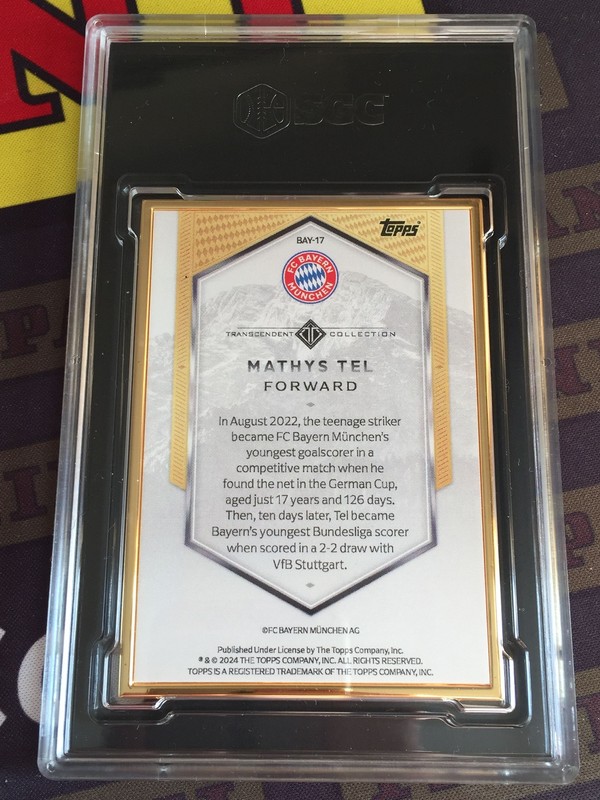 SGC
Topps
BAY-17
FC BAYERN
MÜNCHEN
TRANSCENDENT COLLECTION
MATHYS TEL
FORWARD
In August 2022, the teenage striker
became FC Bayern München's
youngest goalscorer in a
competitive match when he
found the net in the German Cup,
aged just 17 years and 126 days.
Then, ten days later, Tel became
Bayern's youngest Bundesliga scorer
when scored in a 2-2 draw with
VfB Stuttgart.
©FC BAYERN MÜNCHEN AG
Published Under License by The Topps Company, Inc.
® & © 2024 THE TOPPS COMPANY, INC. ALL RIGHTS RESERVED.
TOPPS IS A REGISTERED TRADEMARK OF THE TOPPS COMPANY, INC.